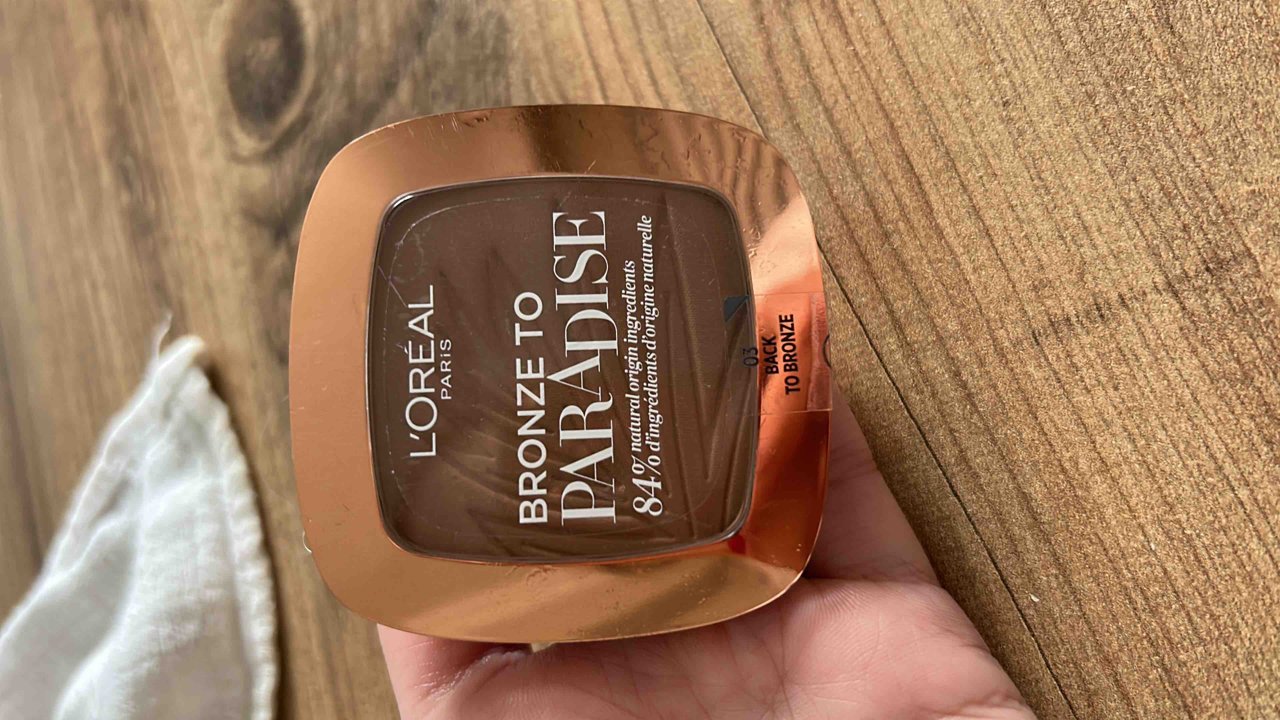 L'ORÉAL
PARiS
BRONZE TO
PARADISE
84% natural origin ingredients
84% d'ingrédients d'origine naturelle
03
BACK
TO BRONZE